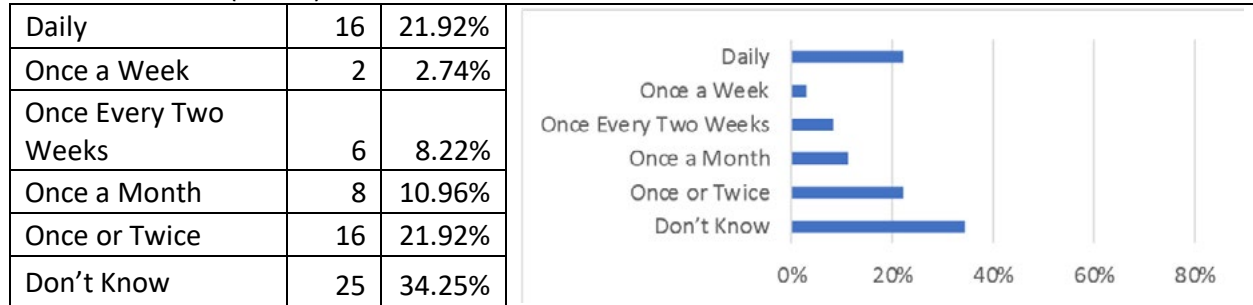 Daily 16 21.92%
Once a Week 2 2.74%
Once Every Two
Weeks 6 8.22%
Once a Month 8 10.96%
Once or Twice 16 21.92%
Don't Know 25 34.25%
Daily
Once a Week
Once Every Two Weeks
Once a Month
Once or Twice
Don't Know
0% 20% 40% 60% 80%